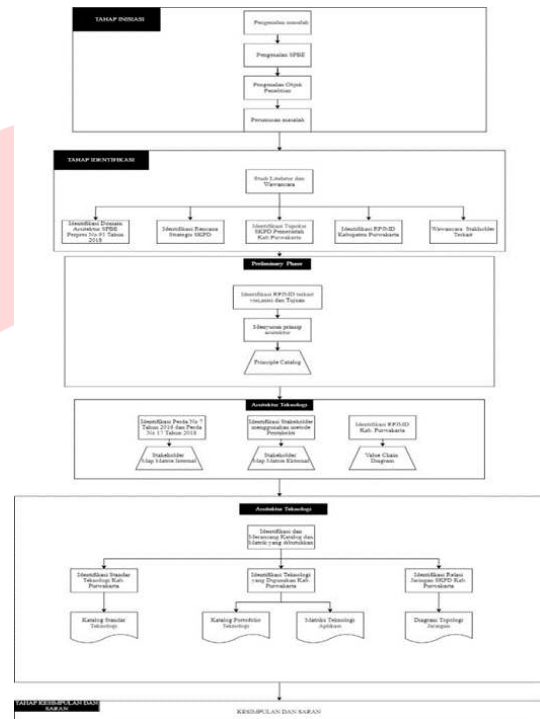 TAHAP INISIASI
Pengenalan masalah
Pengenalan SPBE
Pengenalan Objek
Penelitian
Perumusan masalah
TAHAP IDENTIFIKASI
Studi Literatur dan
Wawancara
Identifikasi Domain
Arsitektur SPBE
Perpres No 95 Tahun
2018
Identifikasi Rencana
Strategis SKPD
Identifikasi Tupoksi
SKPD Pemerintah
Kab Purwakarta
Identifikasi RPJMD
Kabupaten Purwakarta
Wawancara Stakholder
Terkait
Preliminary Phase
Identifikasi RPJMD terkait
visi,misi dan Tujuan
Menyusun prinsip
arsitektur
Principle Catalog
Arsitektur Teknologi
Identifikasi Perda No 7
Tahun 2016 dan Perda
No 17 Tahun 2018
Identifikasi Stakeholder
menggunakan metode
Identifikasi RPJMD
Kab. Purwakarta
Stakeholder
Map Matrix Internal
Stakeholder
Map Matrix Eksternal
Value Chain
Diagram
Arsitektur Teknologi
Identifikasi dan
Merancang Katalog dan
Matrik yang dibutuhkan
Identifikasi Standar
Teknologi Kab.
Purwakarta
Identifikasi Teknologi
yang Digunakan Kab.
Purwakarta
Identifikasi Relasi
Jaringan SKPD Kab
Purwakarta
Katalog Standar
Teknologi
Katalog Portofolio
Teknologi
Matriks Teknologi
Aplikasi
Diagram Topologi
Jaringan
TAHAP KESIMPULAN DAN
SARAN
KESIMPULAN DAN SARAN